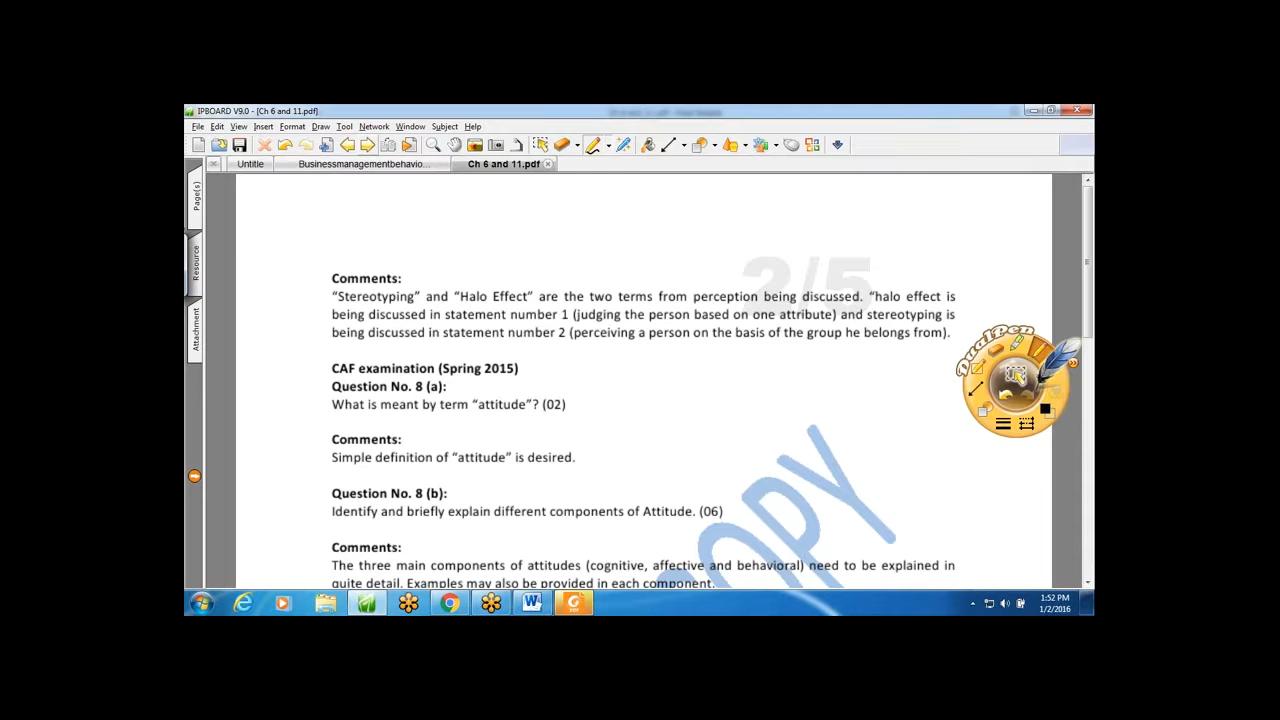 IPBOARD V9.0 - [Ch 6 and 11.pdf]
File Edit View Insert Format Draw Tool Network Window Subject Help
Untitle Businessmanagementbehavio... Ch 6 and 11.pdf
Page(s)
Resource
Attachment
2/5
Comments:
“Stereotyping” and “Halo Effect” are the two terms from perception being discussed. “halo effect is
being discussed in statement number 1 (judging the person based on one attribute) and stereotyping is
being discussed in statement number 2 (perceiving a person on the basis of the group he belongs from).
DualPen
CAF examination (Spring 2015)
Question No. 8 (a):
What is meant by term “attitude”? (02)
Comments:
Simple definition of “attitude” is desired.
Question No. 8 (b):
Identify and briefly explain different components of Attitude. (06)
COPY
Comments:
The three main components of attitudes (cognitive, affective and behavioral) need to be explained in
quite detail. Examples may also be provided in each component.
1:52 PM
1/2/2016